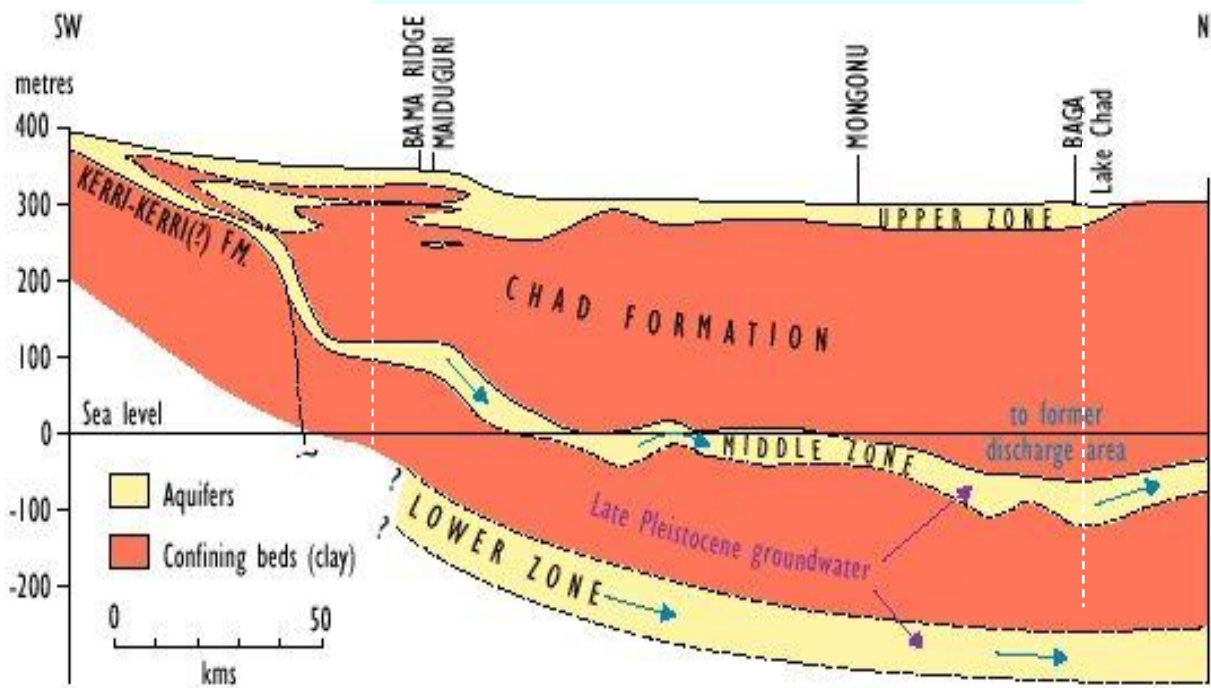 SW
N
metres
BAMA RIDGE
MAIDUGURI
MONGONU
BAGA
Lake Chad
400
300
200
100
0
-100
-200
KERRI-KERRI(?) FM.
UPPER ZONE
CHAD FORMATION
Sea level
to former
discharge area
MIDDLE ZONE
?
?
LOWER ZONE
Late Pleistocene groundwater
Aquifers
Confining beds (clay)
0 50
kms